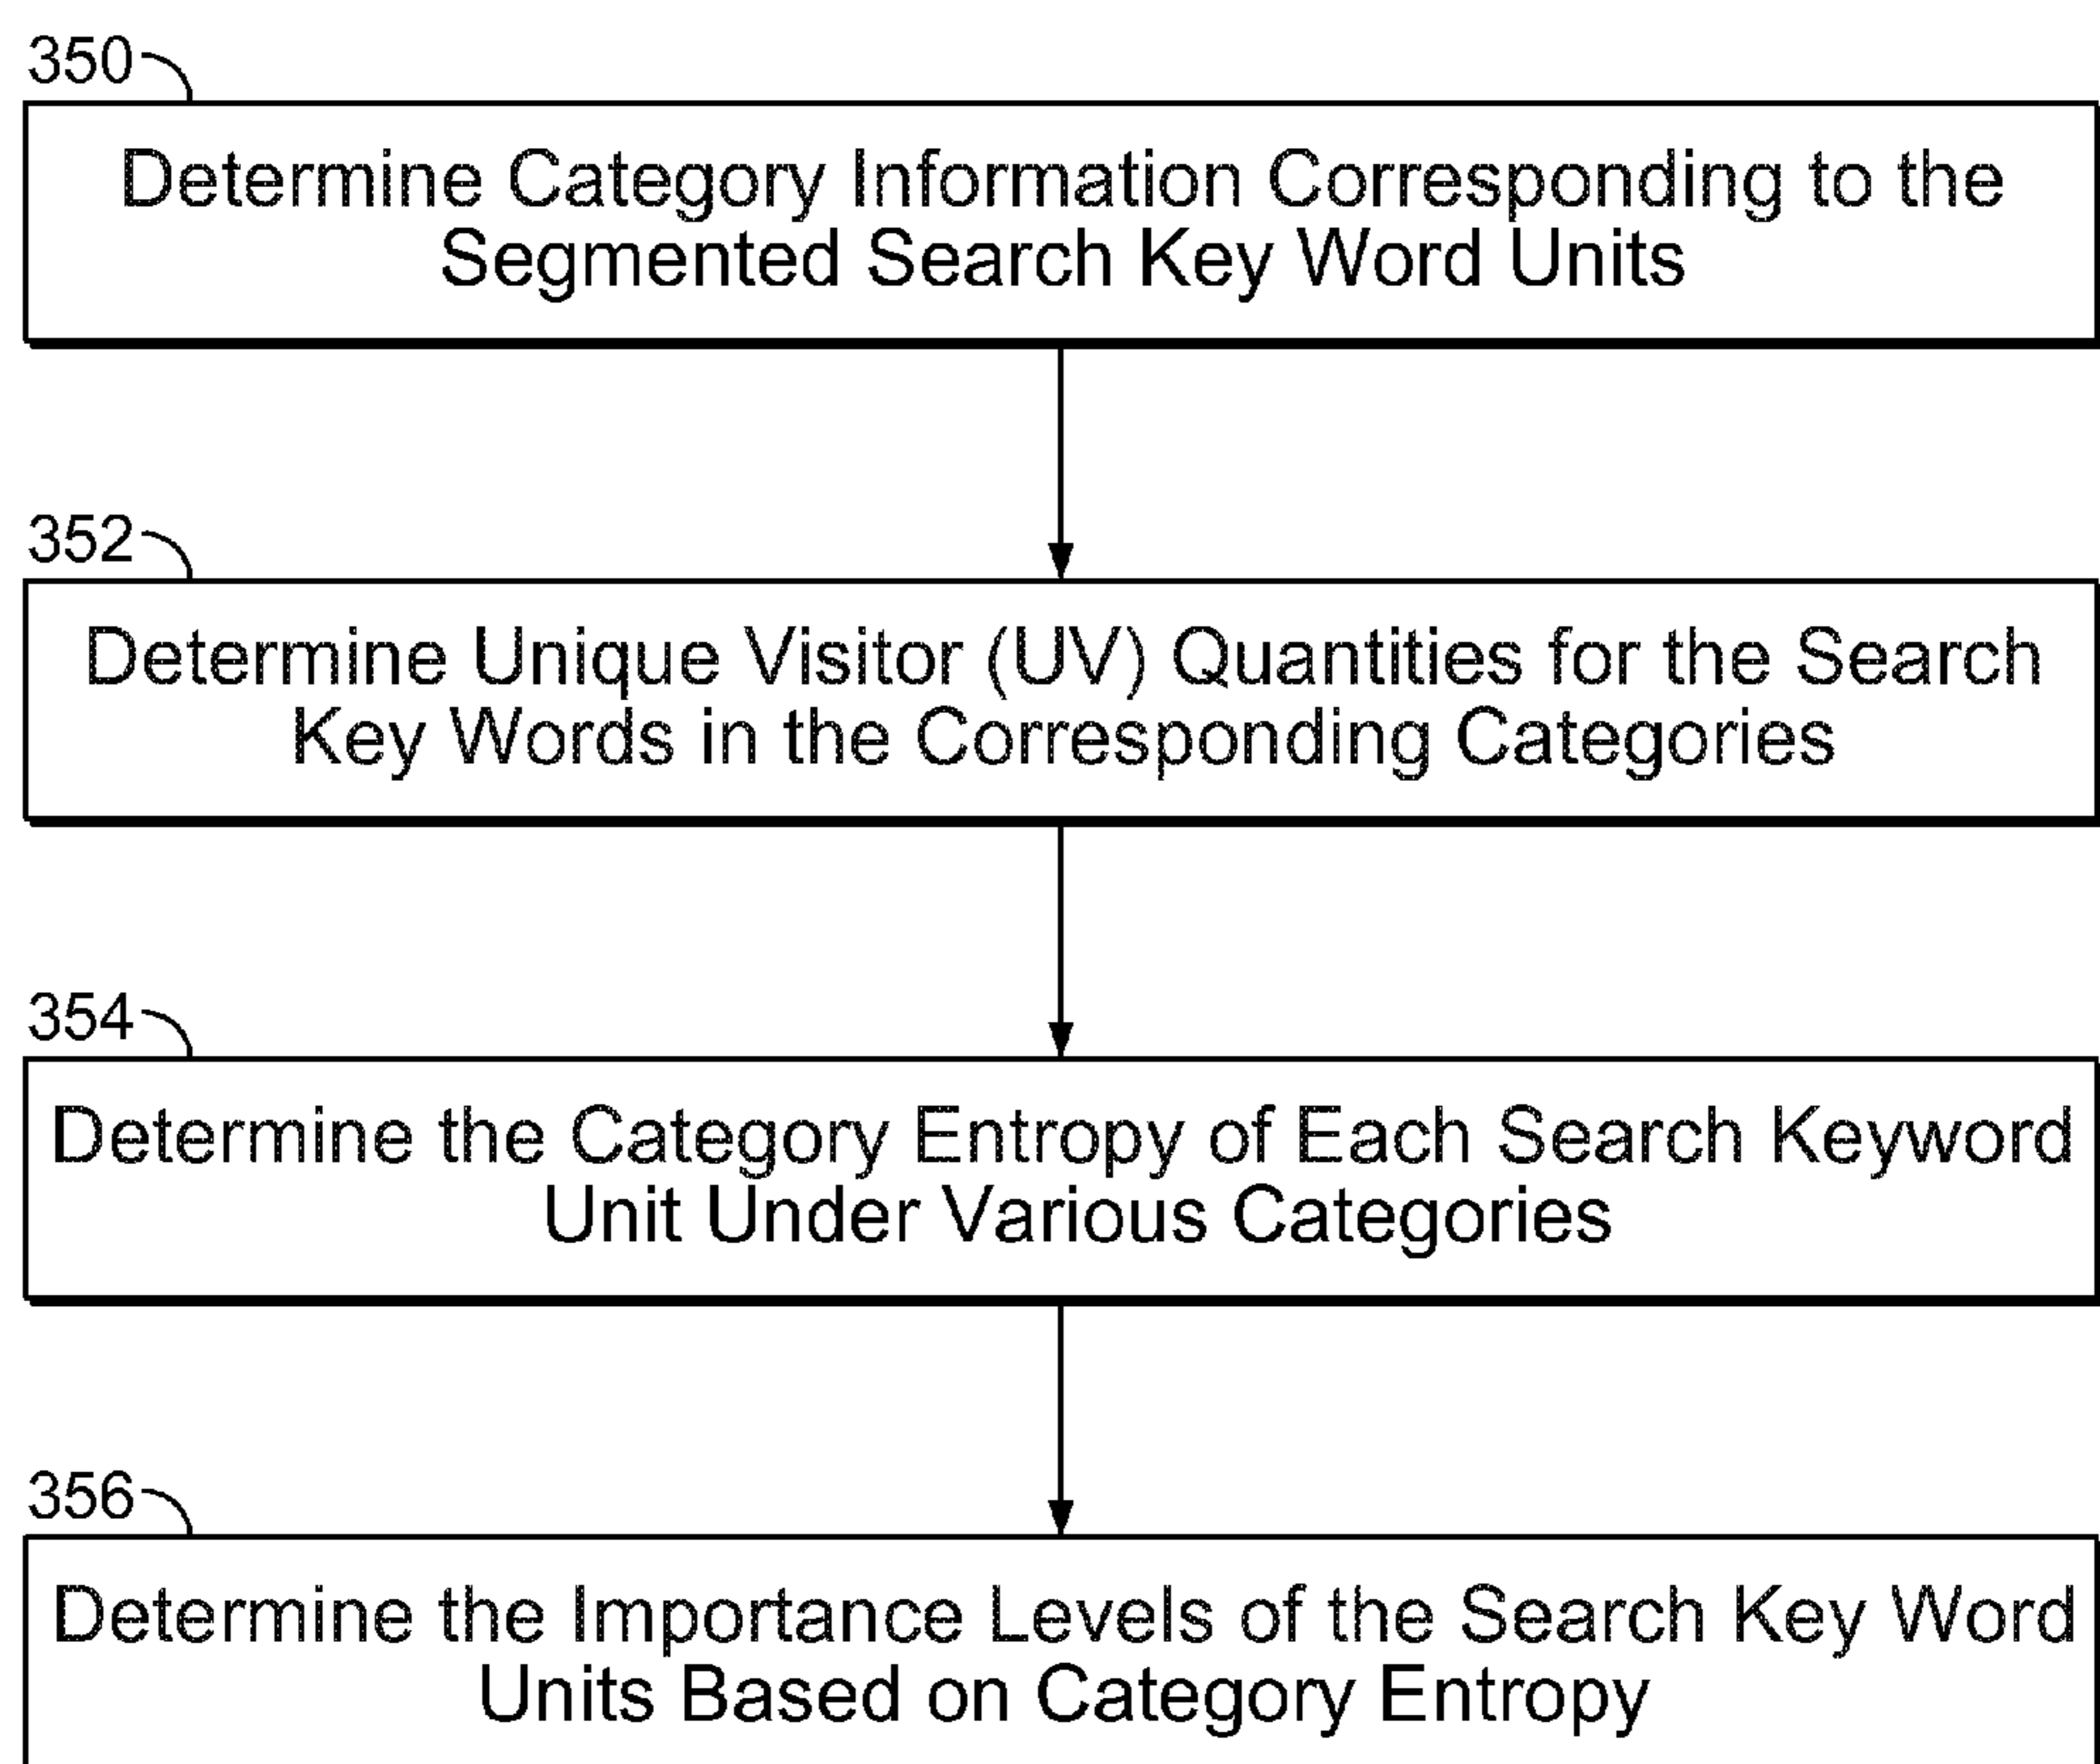 350
Determine Category Information Corresponding to the
Segmented Search Key Word Units
352
Determine Unique Visitor (UV) Quantities for the Search
Key Words in the Corresponding Categories
354
Determine the Category Entropy of Each Search Keyword
Unit Under Various Categories
356
Determine the Importance Levels of the Search Key Word
Units Based on Category Entropy